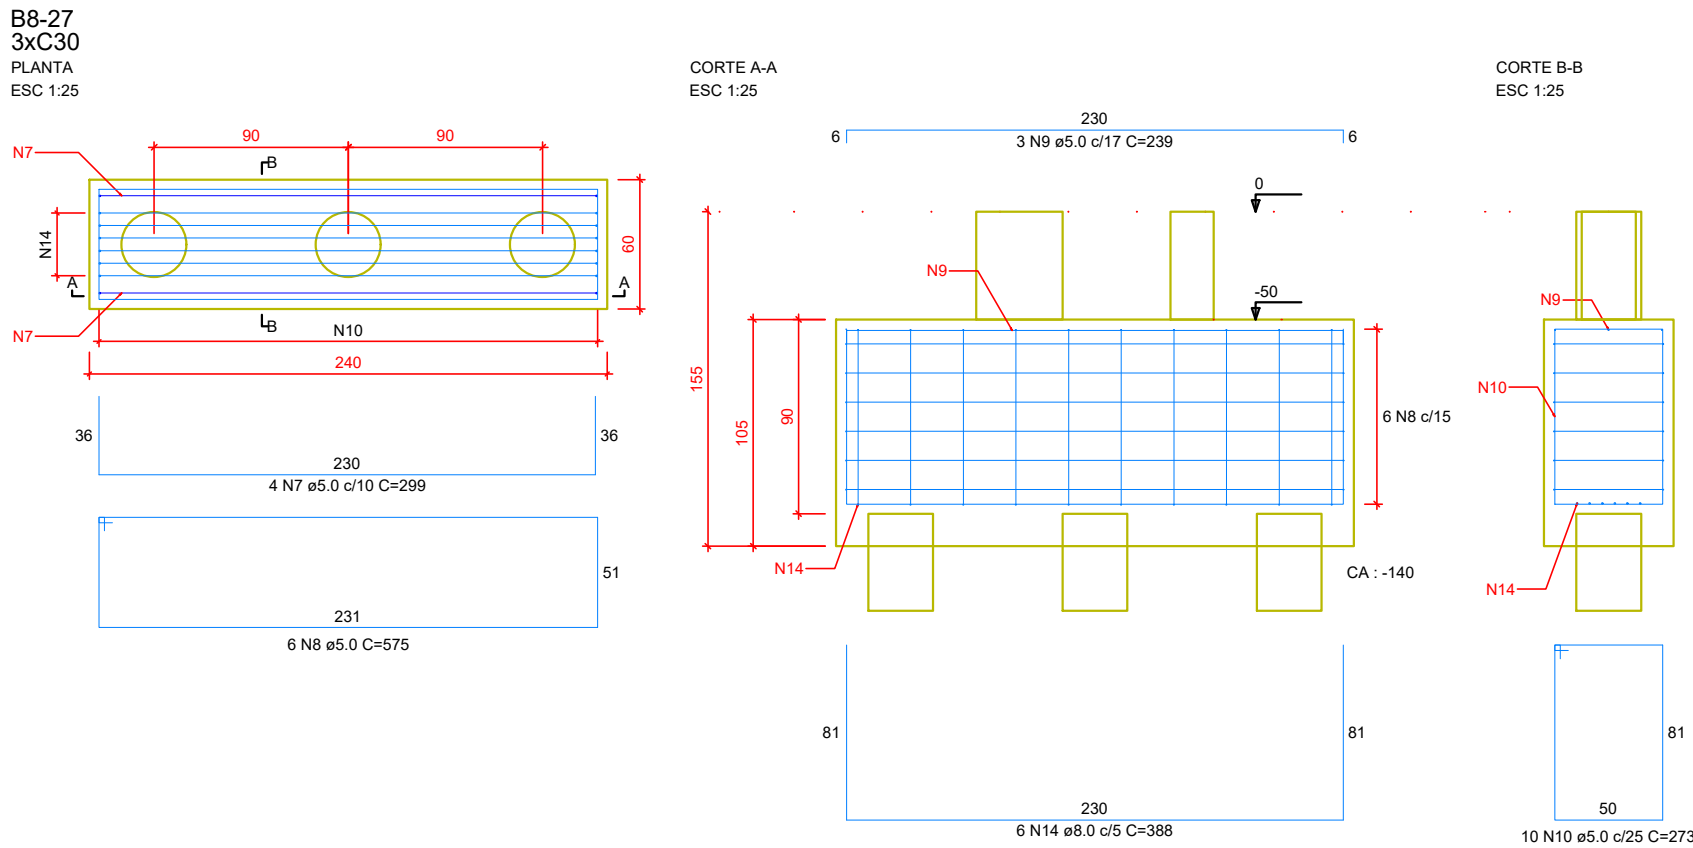 B8-27
3xC30
PLANTA
ESC 1:25
90
90
N7
B
N14
60
A
A
N7
B
N10
240
36
36
230
4 N7 ø5.0 c/10 C=299
51
231
6 N8 ø5.0 C=575
CORTE A-A
ESC 1:25
230
6
6
3 N9 ø5.0 c/17 C=239
0
N9
-50
155
105
90
6 N8 c/15
N14
CA : -140
81
81
230
6 N14 ø8.0 c/5 C=388
CORTE B-B
ESC 1:25
N9
N10
N14
81
50
10 N10 ø5.0 c/25 C=273